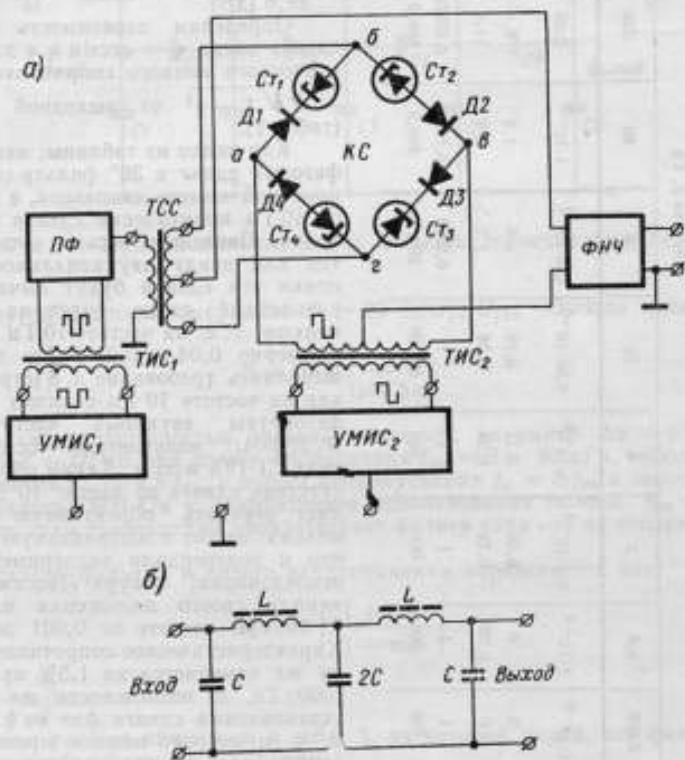 а)
б
Ст₁
Ст₂
Д1
Д2
а
КС
в
Д4
Д3
Ст₄
Ст₃
г
ПФ
ТСС
ФНЧ
ТИС₁
ТИС₂
УМИС₁
УМИС₂
б)
L
L
Вход
C
2C
C
Выход